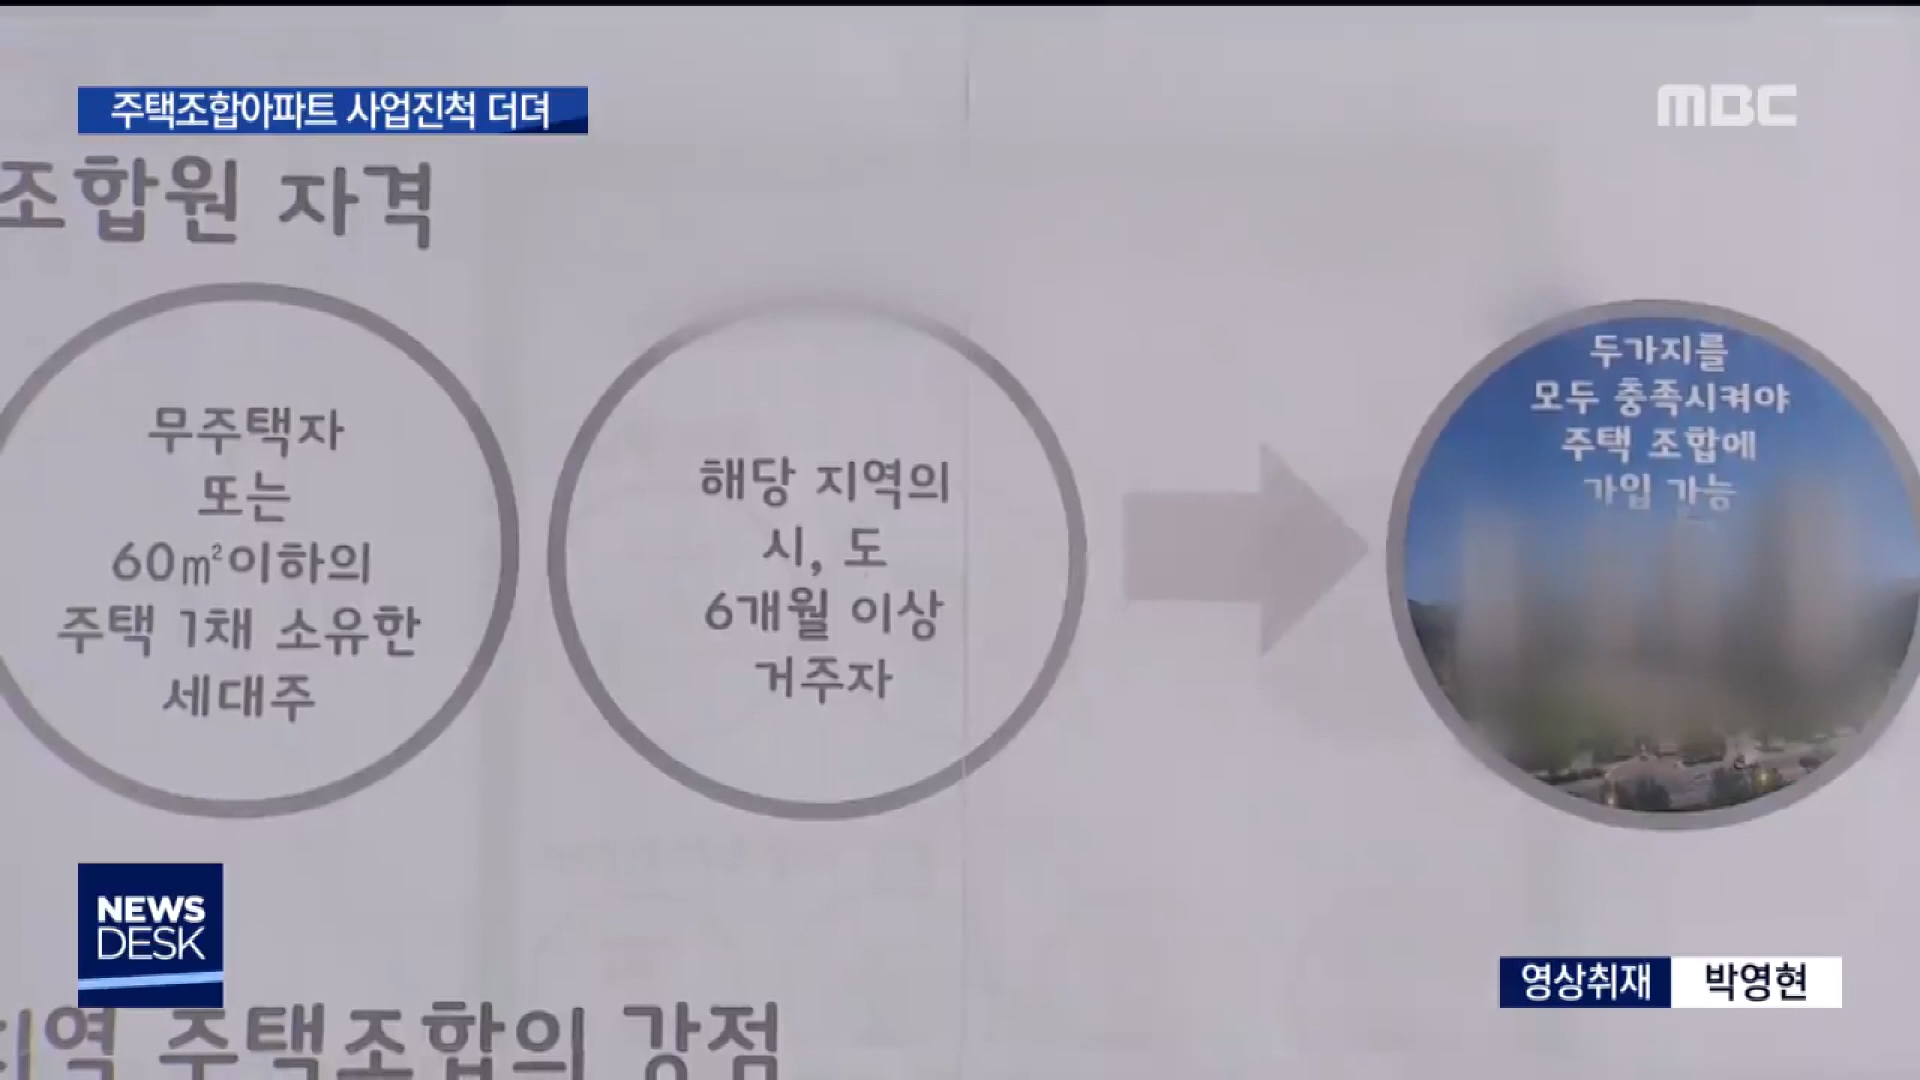 주택조합아파트 사업진척 더뎌
MBC
조합원 자격
무주택자
또는
60㎡이하의
주택 1채 소유한
세대주
해당 지역의
시, 도
6개월 이상
거주자
두가지를
모두 충족시켜야
주택 조합에
가입 가능
NEWS
DESK
영상취재 박영현
지역 주택조합의 강점